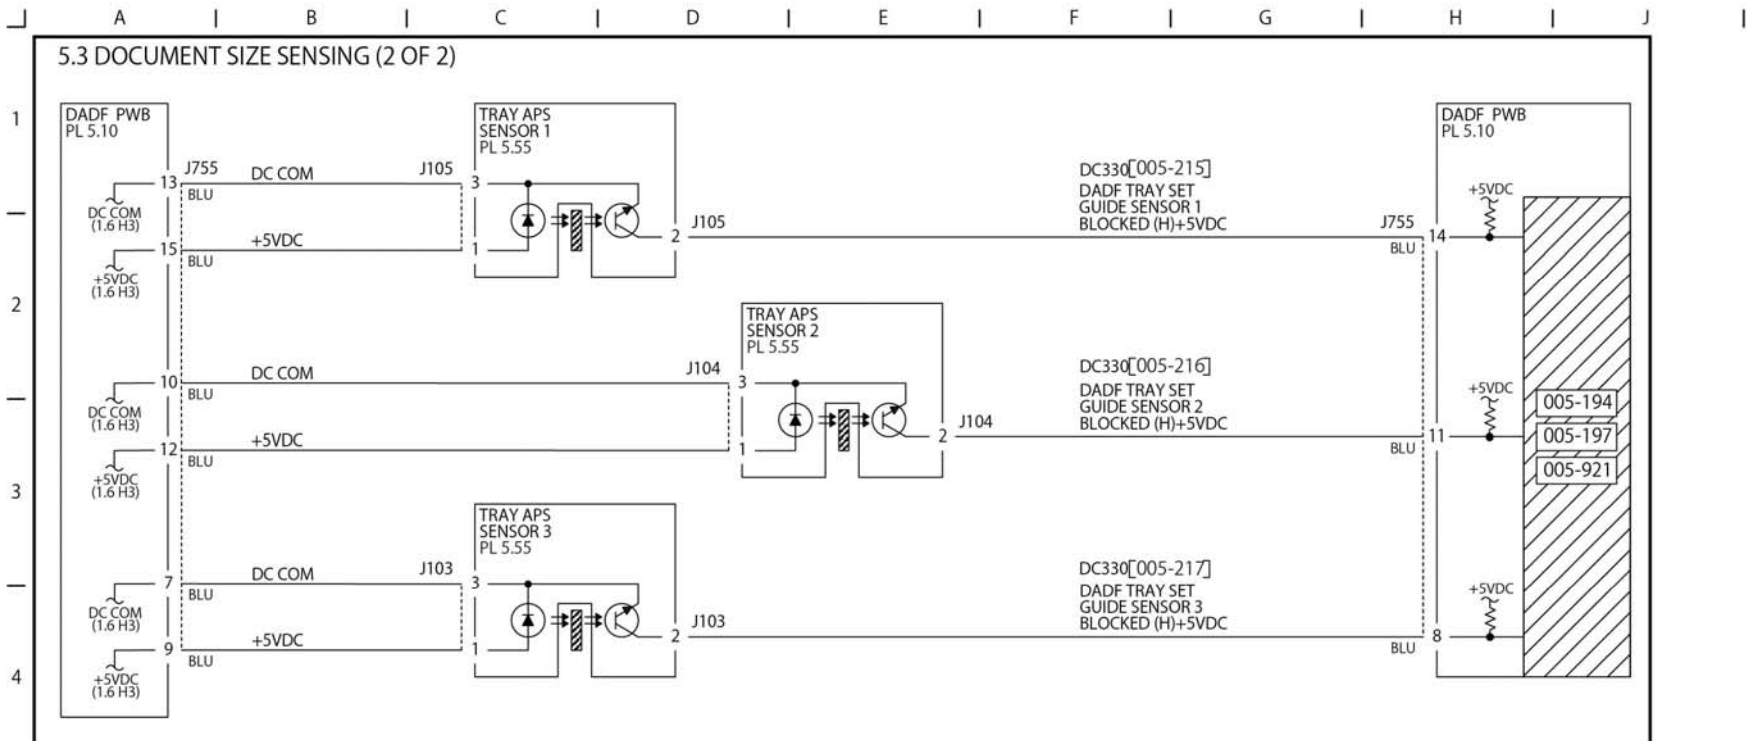 A | B | C | D | E | F | G | H | J |
5.3 DOCUMENT SIZE SENSING (2 OF 2)
1
DADF PWB
PL 5.10
TRAY APS
SENSOR 1
PL 5.55
DADF PWB
PL 5.10
13
J755
BLU
DC COM
J105
3
DC COM
(1.6 H3)
DC330[005-215]
DADF TRAY SET
GUIDE SENSOR 1
BLOCKED (H)+5VDC
+5VDC
15
BLU
+5VDC
1
2
J105
J755
BLU
14
+5VDC
(1.6 H3)
2
TRAY APS
SENSOR 2
PL 5.55
10
BLU
DC COM
J104
3
DC COM
(1.6 H3)
DC330[005-216]
DADF TRAY SET
GUIDE SENSOR 2
BLOCKED (H)+5VDC
+5VDC
005-194
12
BLU
+5VDC
1
2
J104
BLU
11
005-197
+5VDC
(1.6 H3)
005-921
3
TRAY APS
SENSOR 3
PL 5.55
7
BLU
DC COM
J103
3
DC COM
(1.6 H3)
DC330[005-217]
DADF TRAY SET
GUIDE SENSOR 3
BLOCKED (H)+5VDC
+5VDC
9
BLU
+5VDC
1
2
J103
BLU
8
+5VDC
(1.6 H3)
4